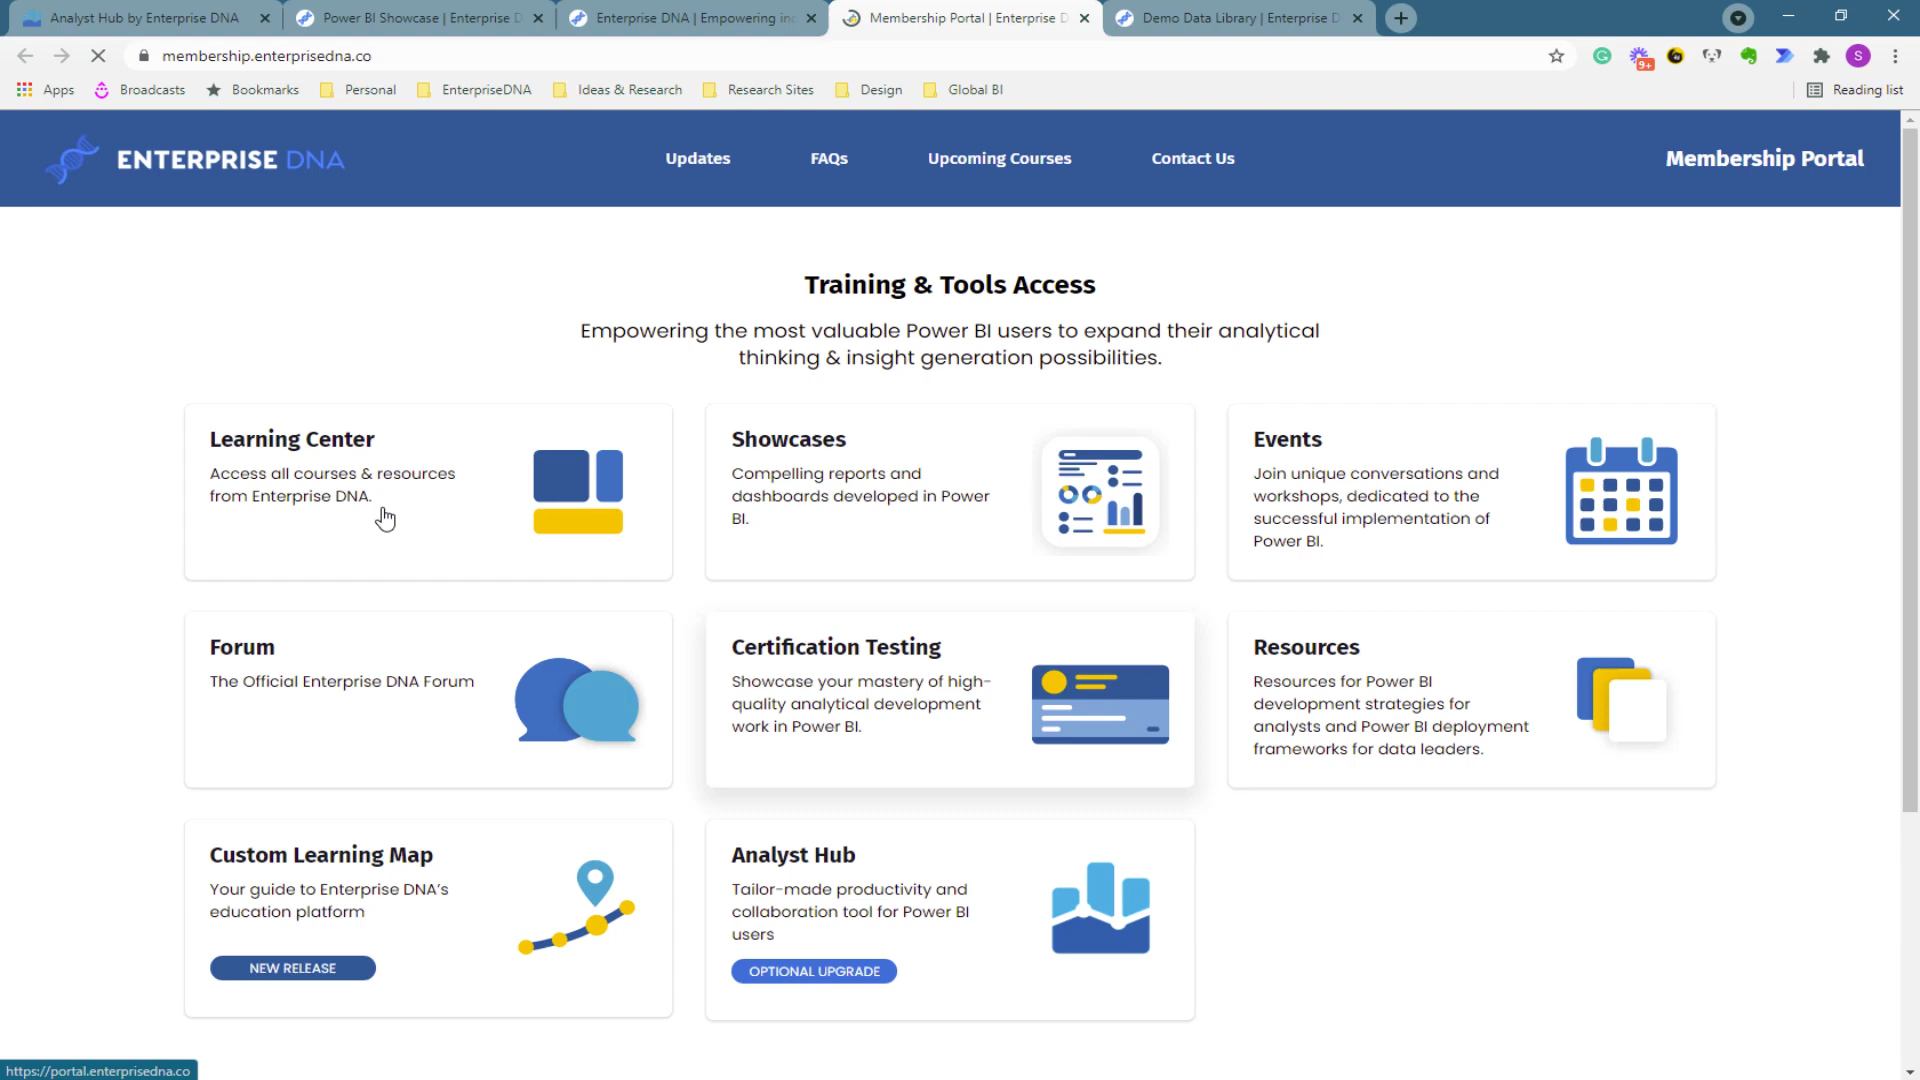 Analyst Hub by Enterprise DNA
Power BI Showcase | Enterprise D
Enterprise DNA | Empowering in
Membership Portal | Enterprise D
Demo Data Library | Enterprise D
membership.enterprisedna.co
9+
S
Apps
Broadcasts
Bookmarks
Personal
EnterpriseDNA
Ideas & Research
Research Sites
Design
Global BI
Reading list
ENTERPRISE DNA
Updates
FAQs
Upcoming Courses
Contact Us
Membership Portal
Training & Tools Access
Empowering the most valuable Power BI users to expand their analytical
thinking & insight generation possibilities.
Learning Center
Access all courses & resources
from Enterprise DNA.
Showcases
Compelling reports and
dashboards developed in Power
BI.
Events
Join unique conversations and
workshops, dedicated to the
successful implementation of
Power BI.
Forum
The Official Enterprise DNA Forum
Certification Testing
Showcase your mastery of high-
quality analytical development
work in Power BI.
Resources
Resources for Power BI
development strategies for
analysts and Power BI deployment
frameworks for data leaders.
Custom Learning Map
Your guide to Enterprise DNA’s
education platform
NEW RELEASE
Analyst Hub
Tailor-made productivity and
collaboration tool for Power BI
users
OPTIONAL UPGRADE
https://portal.enterprisedna.co